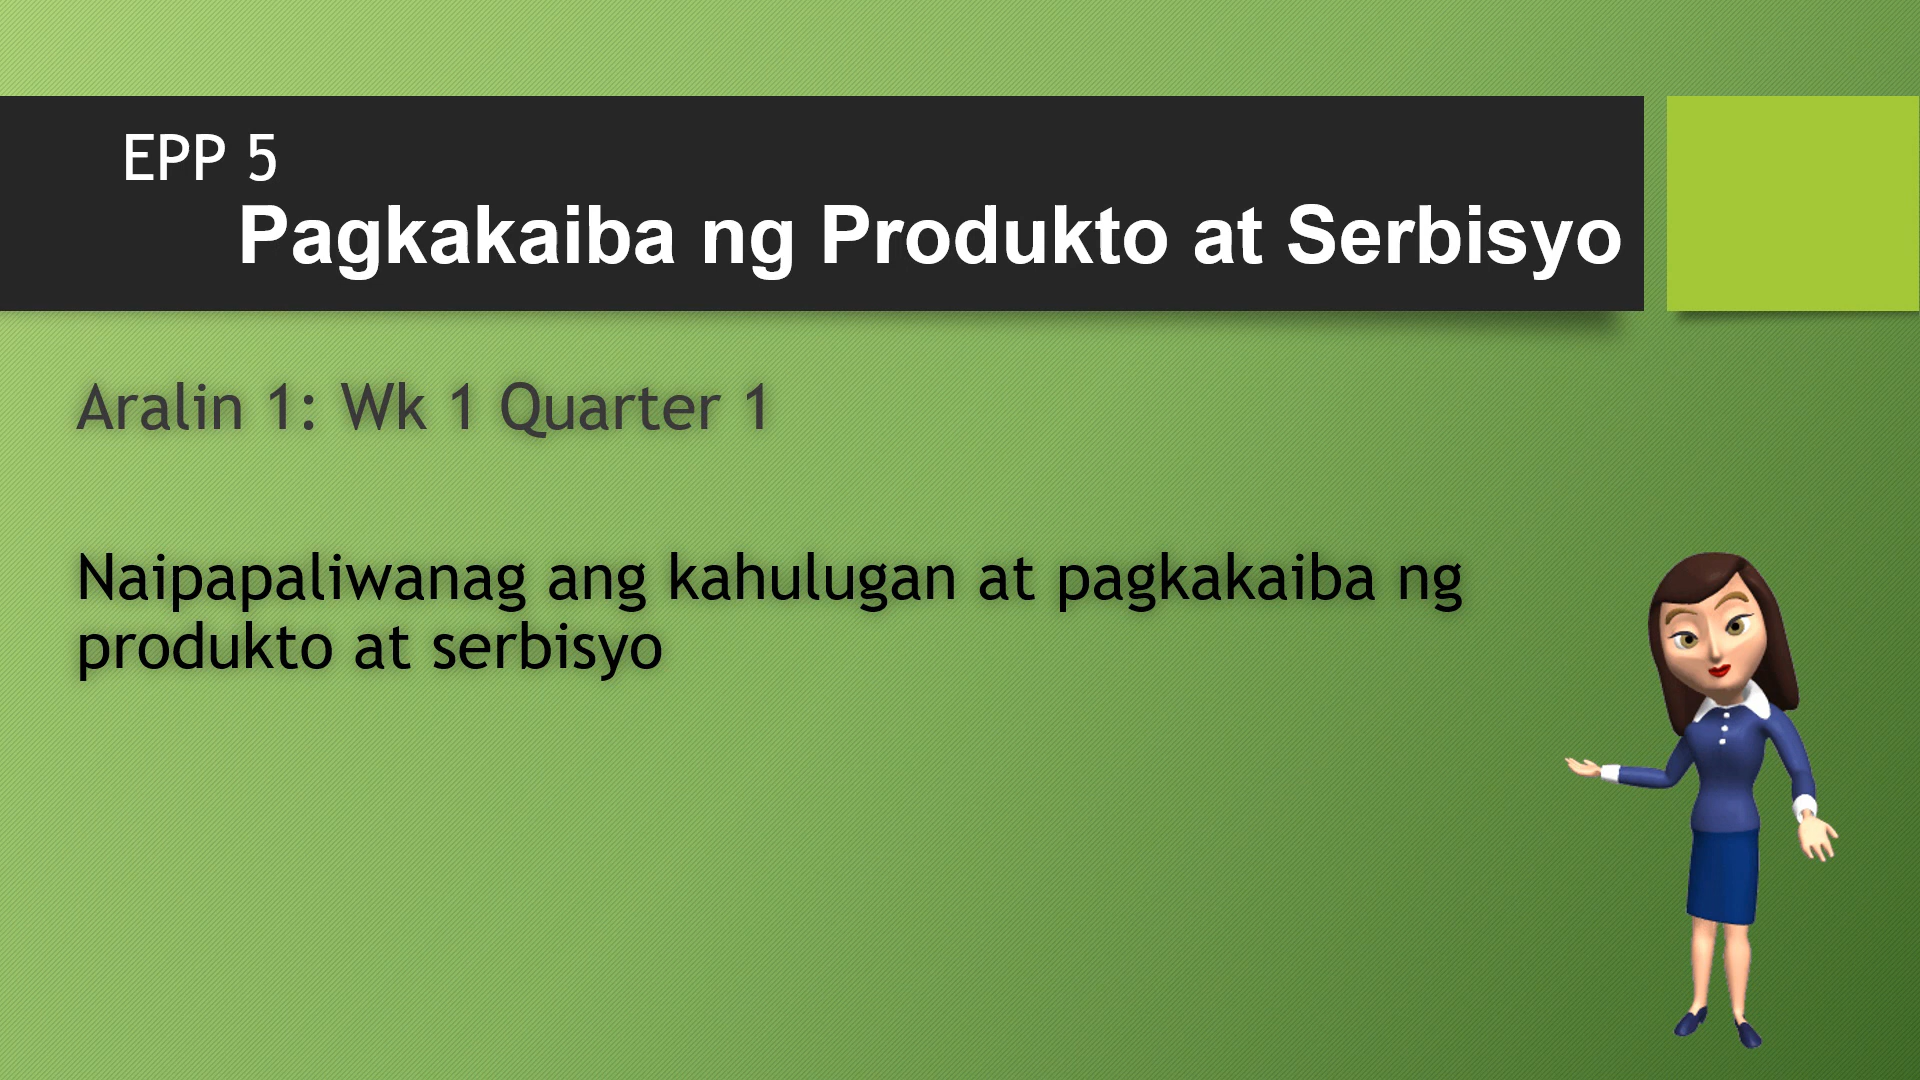 EPP 5
Pagkakaiba ng Produkto at Serbisyo
Aralin 1: Wk 1 Quarter 1
Naipapaliwanag ang kahulugan at pagkakaiba ng
produkto at serbisyo